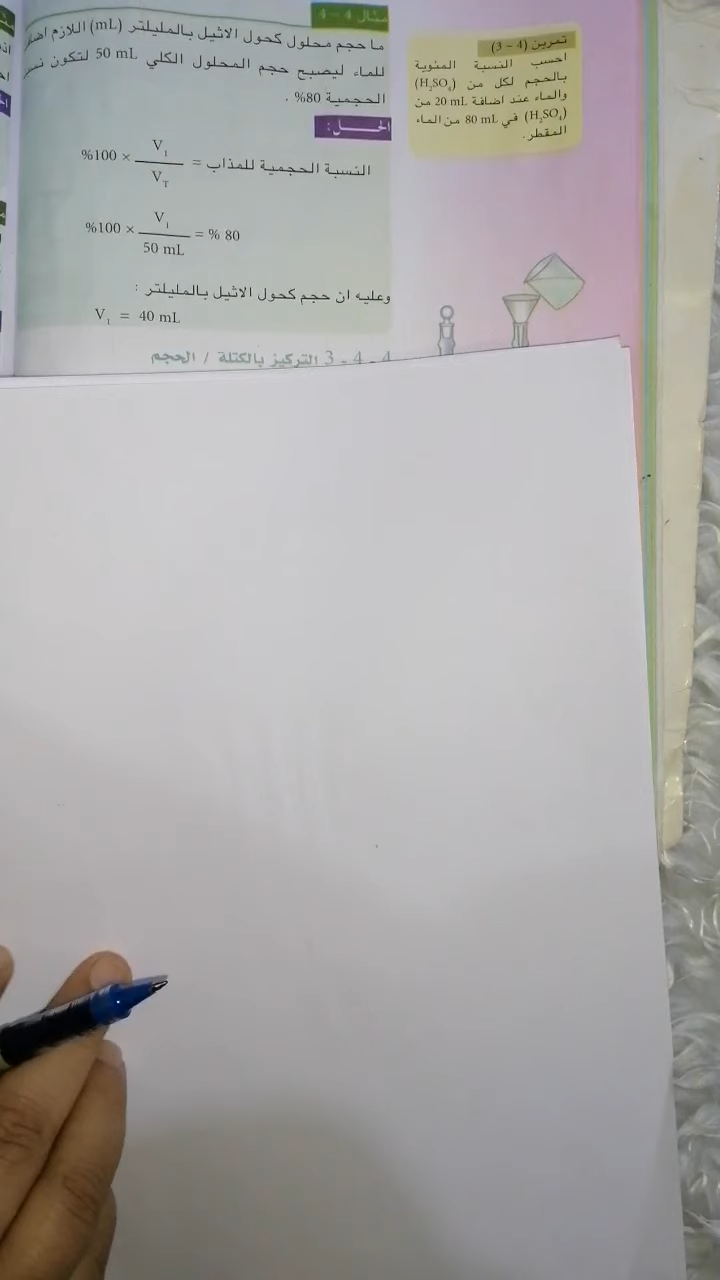 مثال 4 - 4
ما حجم محلول كحول الاثيل بالمليلتر (mL) اللازم
للماء ليصبح حجم المحلول الكلي 50 mL لتكون
الحجمية 80% .
الحـــل :
النسبة الحجمية للمذاب = V₁ / V_T × 100%
% 80 = V₁ / 50 mL × 100%
وعليه ان حجم كحول الاثيل بالمليلتر :
V₁ = 40 mL
4 - 4 - 3 التركيز بالكتلة / الحجم
تمرين (4 - 3)
احسب النسبة المئوية
بالحجم لكل من (H₂SO₄)
والماء عند اضافة 20 mL من
(H₂SO₄) في 80 mL من الماء
المقطر.